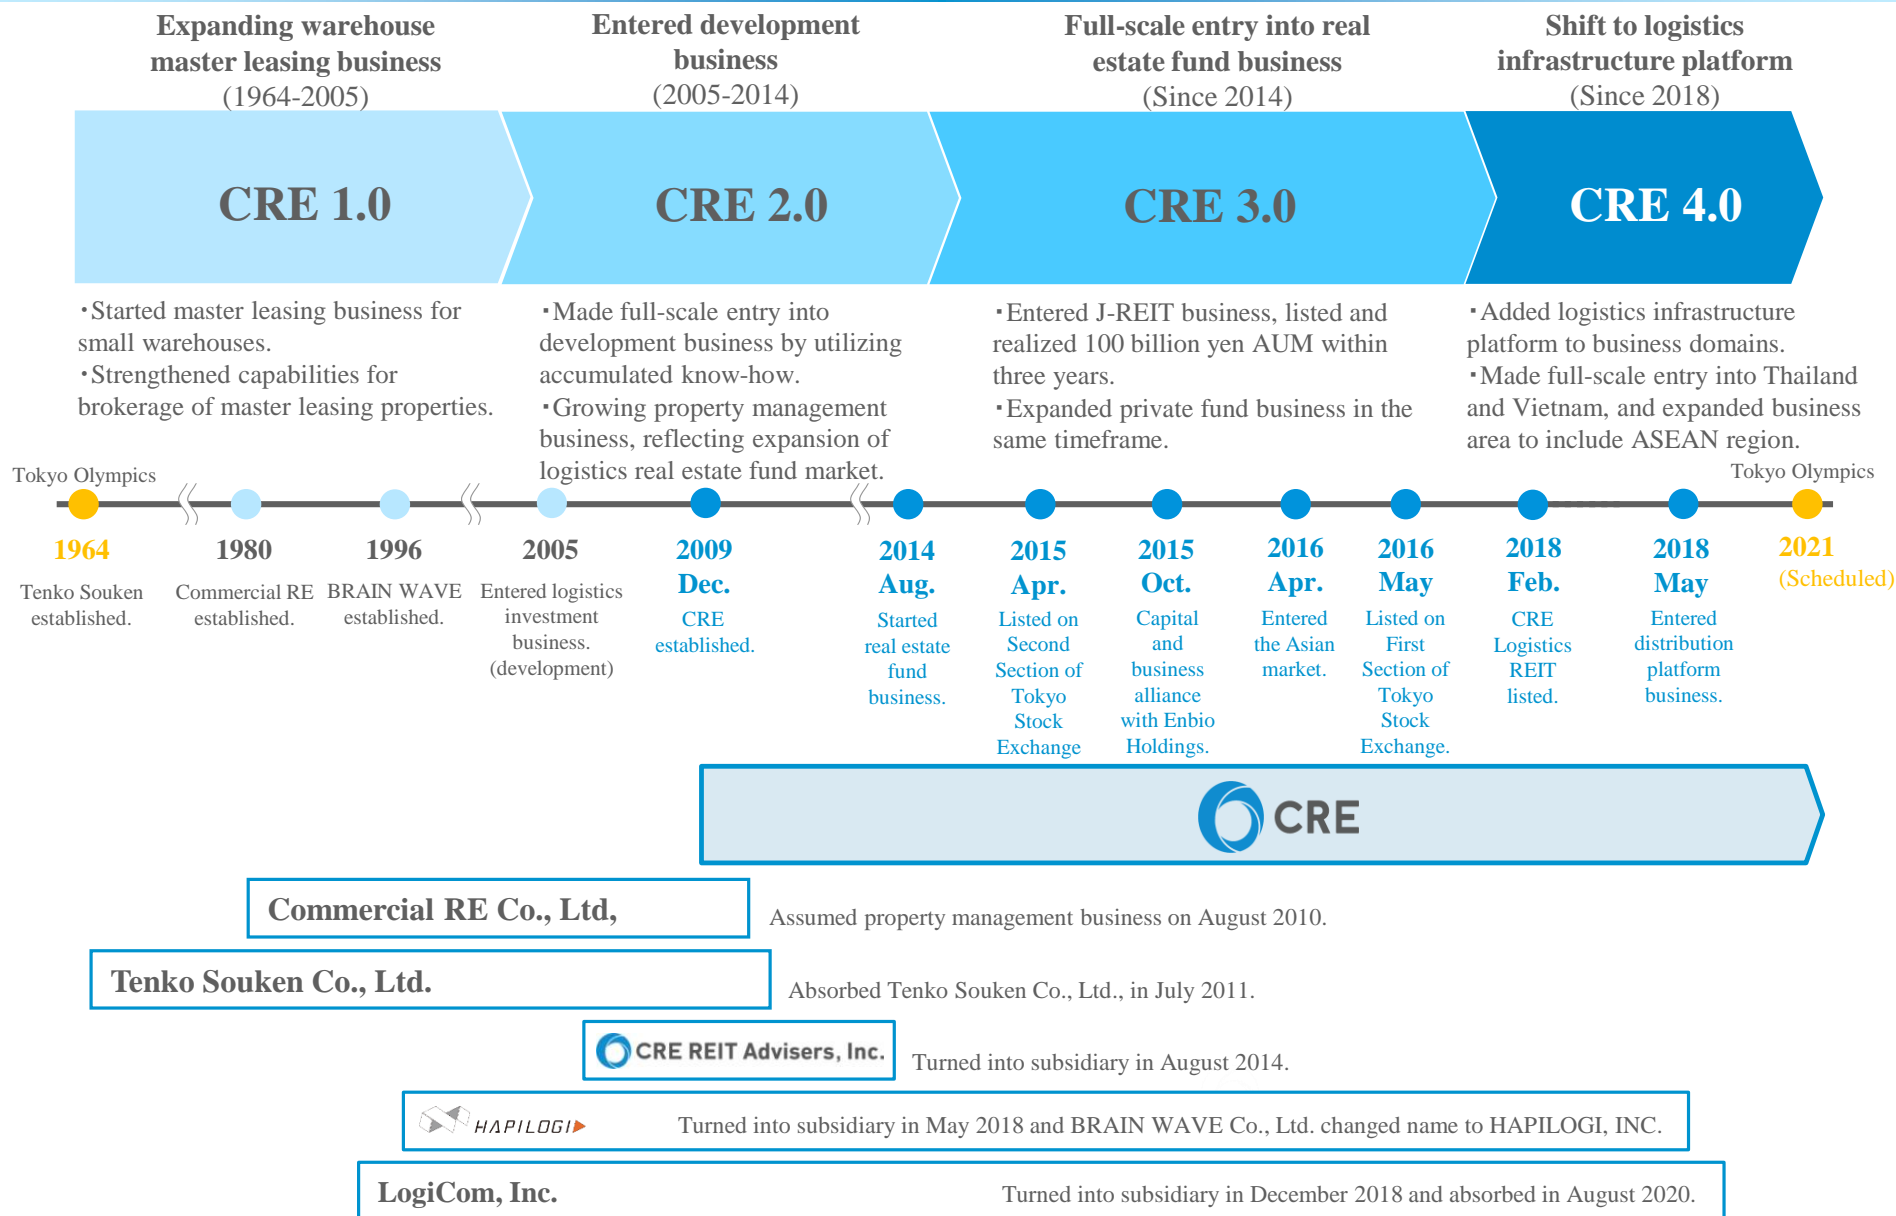 Expanding warehouse
master leasing business
(1964-2005)
Entered development
business
(2005-2014)
Full-scale entry into real
estate fund business
(Since 2014)
Shift to logistics
infrastructure platform
(Since 2018)
CRE 1.0
CRE 2.0
CRE 3.0
CRE 4.0
・Started master leasing business for
small warehouses.
・Strengthened capabilities for
brokerage of master leasing properties.
・Made full-scale entry into
development business by utilizing
accumulated know-how.
・Growing property management
business, reflecting expansion of
logistics real estate fund market.
・Entered J-REIT business, listed and
realized 100 billion yen AUM within
three years.
・Expanded private fund business in the
same timeframe.
・Added logistics infrastructure
platform to business domains.
・Made full-scale entry into Thailand
and Vietnam, and expanded business
area to include ASEAN region.
Tokyo Olympics
1964
Tenko Souken
established.
1980
Commercial RE
established.
1996
BRAIN WAVE
established.
2005
Entered logistics
investment
business.
(development)
2009
Dec.
CRE
established.
2014
Aug.
Started
real estate
fund
business.
2015
Apr.
Listed on
Second
Section of
Tokyo
Stock
Exchange
2015
Oct.
Capital
and
business
alliance
with Enbio
Holdings.
2016
Apr.
Entered
the Asian
market.
2016
May
Listed on
First
Section of
Tokyo
Stock
Exchange.
2018
Feb.
CRE
Logistics
REIT
listed.
2018
May
Entered
distribution
platform
business.
Tokyo Olympics
2021
(Scheduled)
CRE
Commercial RE Co., Ltd,
Assumed property management business on August 2010.
Tenko Souken Co., Ltd.
Absorbed Tenko Souken Co., Ltd., in July 2011.
CRE REIT Advisers, Inc.
Turned into subsidiary in August 2014.
HAPILOGI
Turned into subsidiary in May 2018 and BRAIN WAVE Co., Ltd. changed name to HAPILOGI, INC.
LogiCom, Inc.
Turned into subsidiary in December 2018 and absorbed in August 2020.